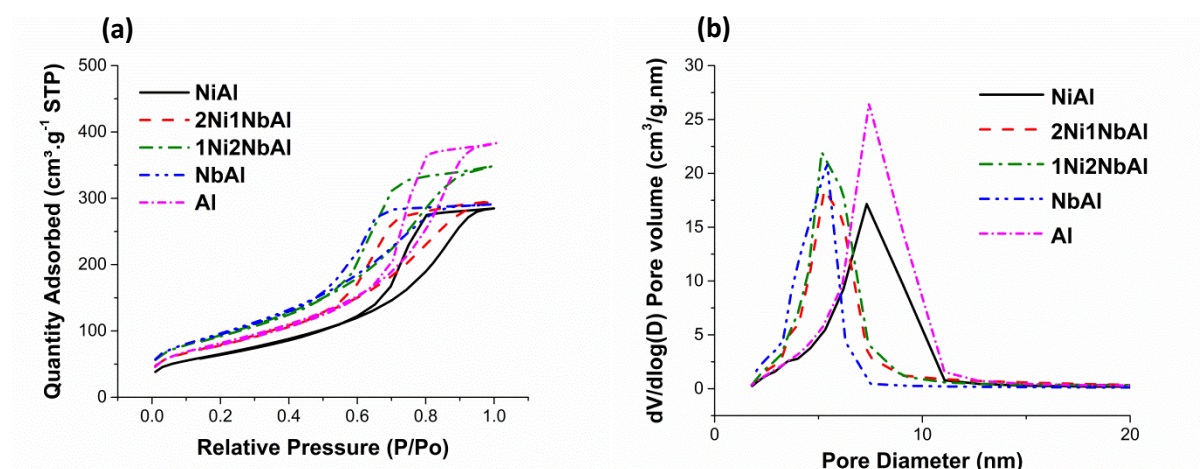 (a)
Quantity Adsorbed (cm³·g⁻¹ STP)
500
400
300
200
100
0
NiAl
2Ni1NbAl
1Ni2NbAl
NbAl
Al
0.0 0.2 0.4 0.6 0.8 1.0
Relative Pressure (P/Po)
(b)
dV/dlog(D) Pore volume (cm³/g.nm)
30
25
20
15
10
5
0
NiAl
2Ni1NbAl
1Ni2NbAl
NbAl
Al
0 10 20
Pore Diameter (nm)